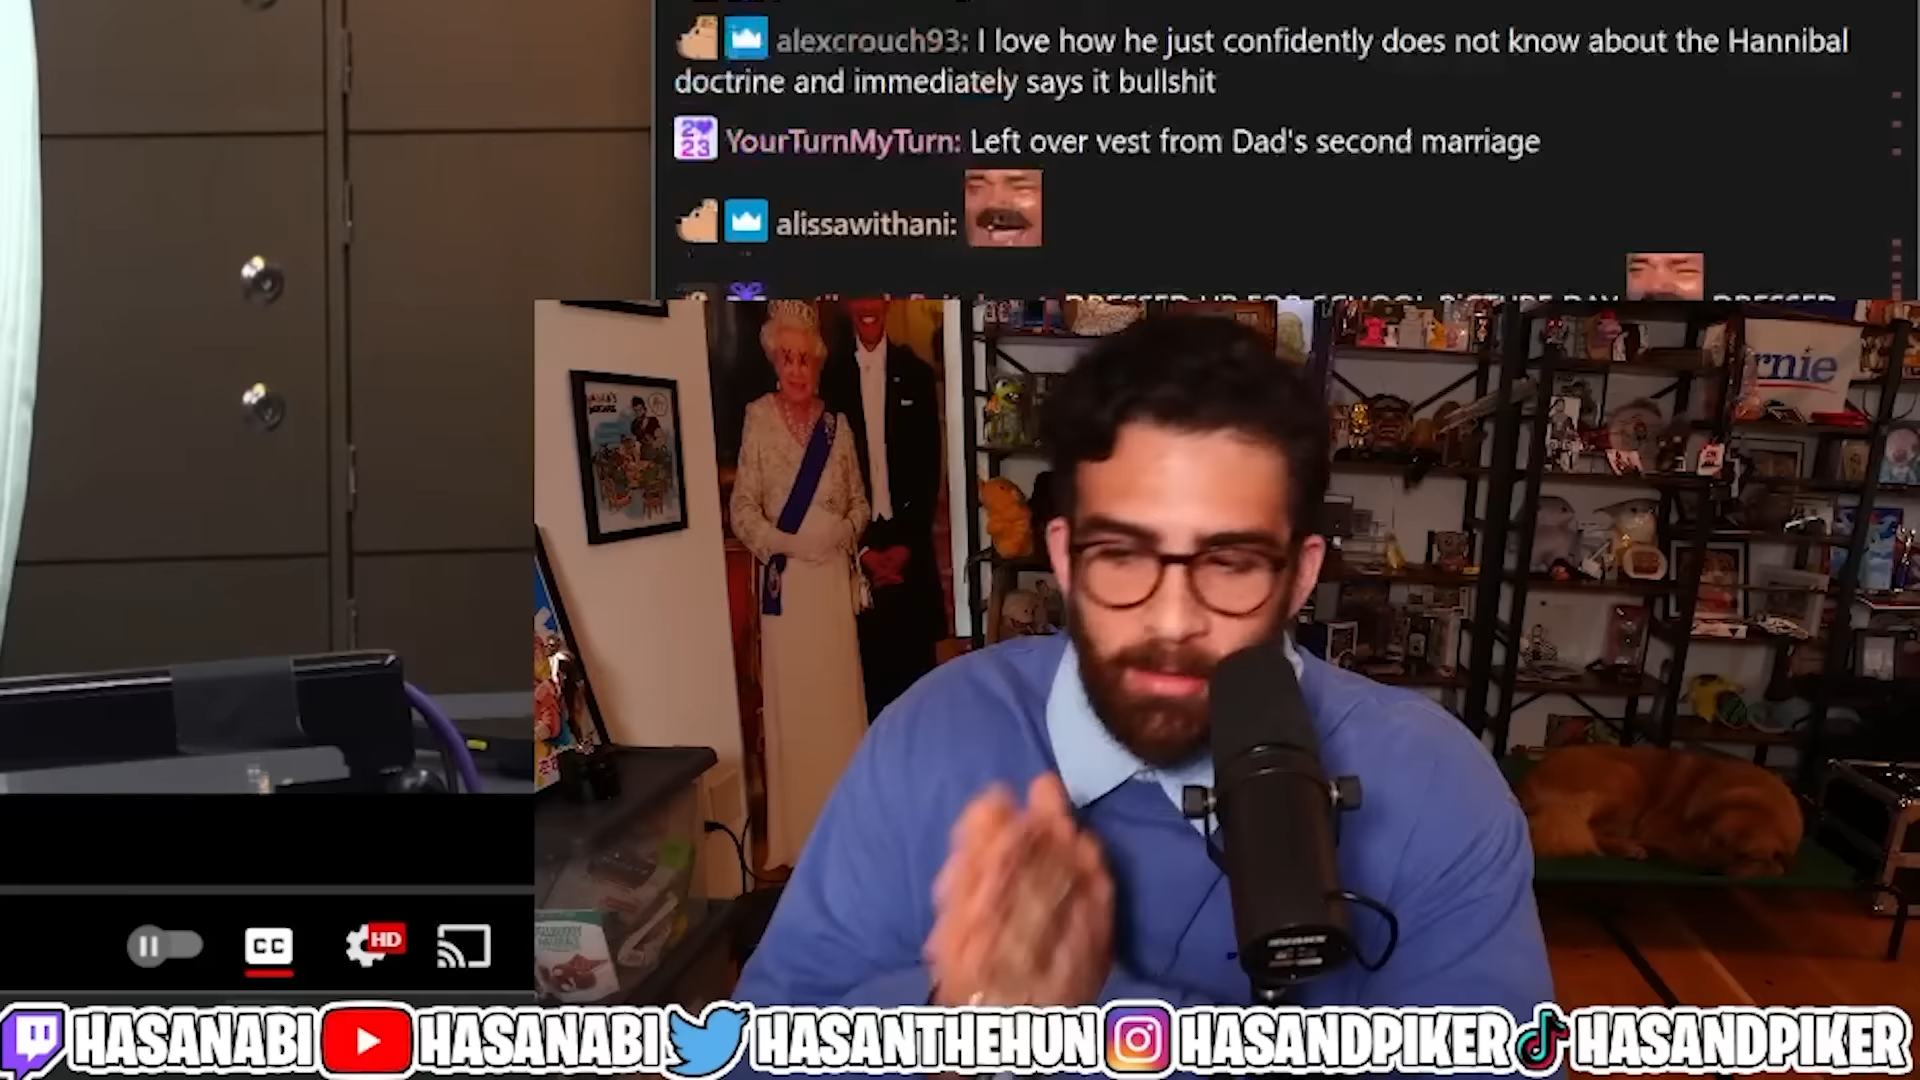 alexcrouch93: I love how he just confidently does not know about the Hannibal
doctrine and immediately says it bullshit
YourTurnMyTurn: Left over vest from Dad's second marriage
alissawithani:
rnie
CC
HD
HASANABI HASANABI HASANTHEHUN HASANDPIKER HASANDPIKER